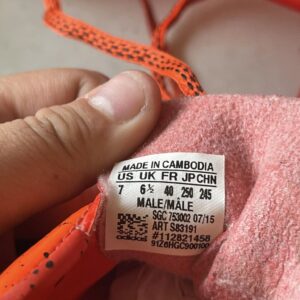 MADE IN CAMBODIA
US UK FR JP CHN
7 6½ 40 250 245
MALE/MÂLE
SGC 753002 07/15
ART S83191
#112821458
adidas 91Z6HGC900100